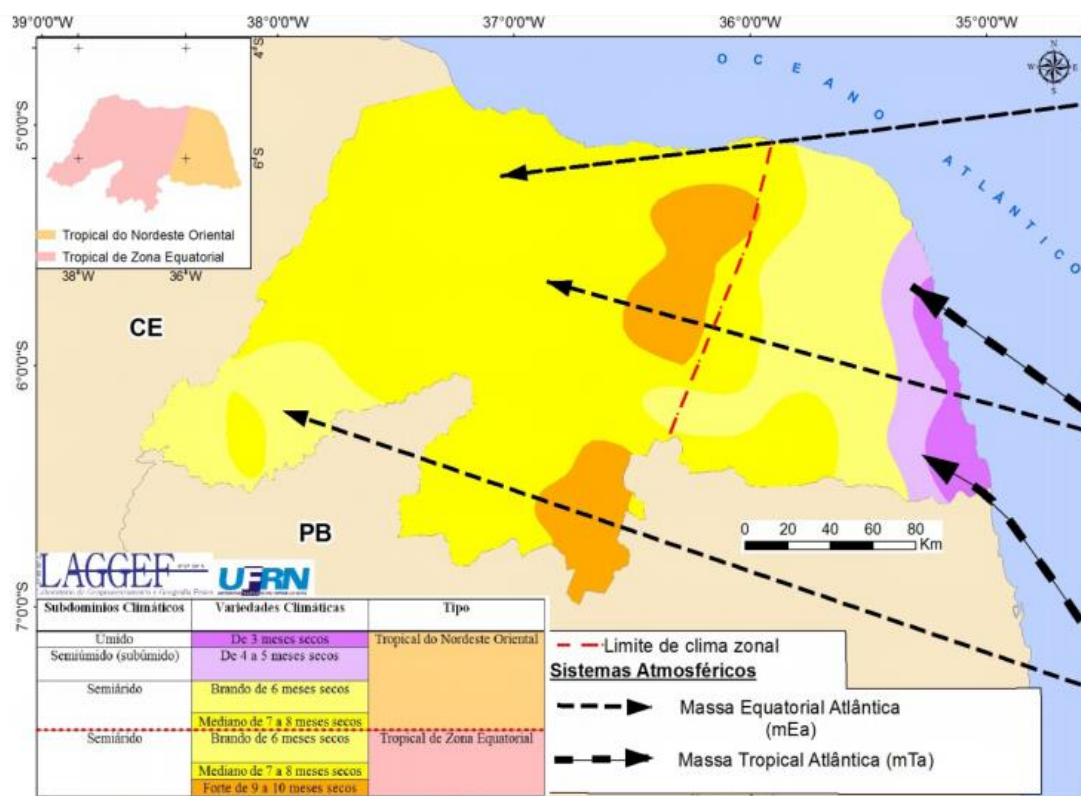 39°0'0"W
38°0'0"W
37°0'0"W
36°0'0"W
35°0'0"W
4°S
6°S
Tropical do Nordeste Oriental
Tropical de Zona Equatorial
38°W
36°W
5°0'0"S
6°0'0"S
7°0'0"S
OCEANO
ATLÂNTICO
N
W
E
S
CE
PB
0 20 40 60 80
Km
LAGGEF
UFRN
Subdomínios Climáticos Variedades Climáticas Tipo
Úmido De 3 meses secos Tropical do Nordeste Oriental
Semiúmido (subúmido) De 4 a 5 meses secos
Semiárido Brando de 6 meses secos
Mediano de 7 a 8 meses secos
Semiárido Brando de 6 meses secos Tropical de Zona Equatorial
Mediano de 7 a 8 meses secos
Forte de 9 a 10 meses secos
Limite de clima zonal
Sistemas Atmosféricos
Massa Equatorial Atlântica
(mEa)
Massa Tropical Atlântica (mTa)